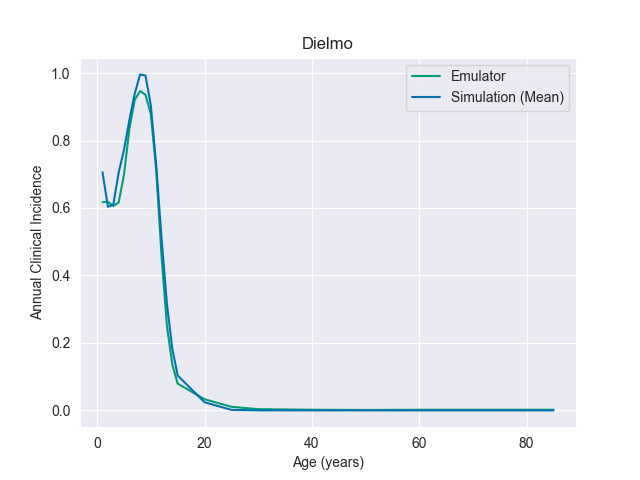 Dielmo
Emulator
Simulation (Mean)
Annual Clinical Incidence
1.0
0.8
0.6
0.4
0.2
0.0
0
20
40
60
80
Age (years)